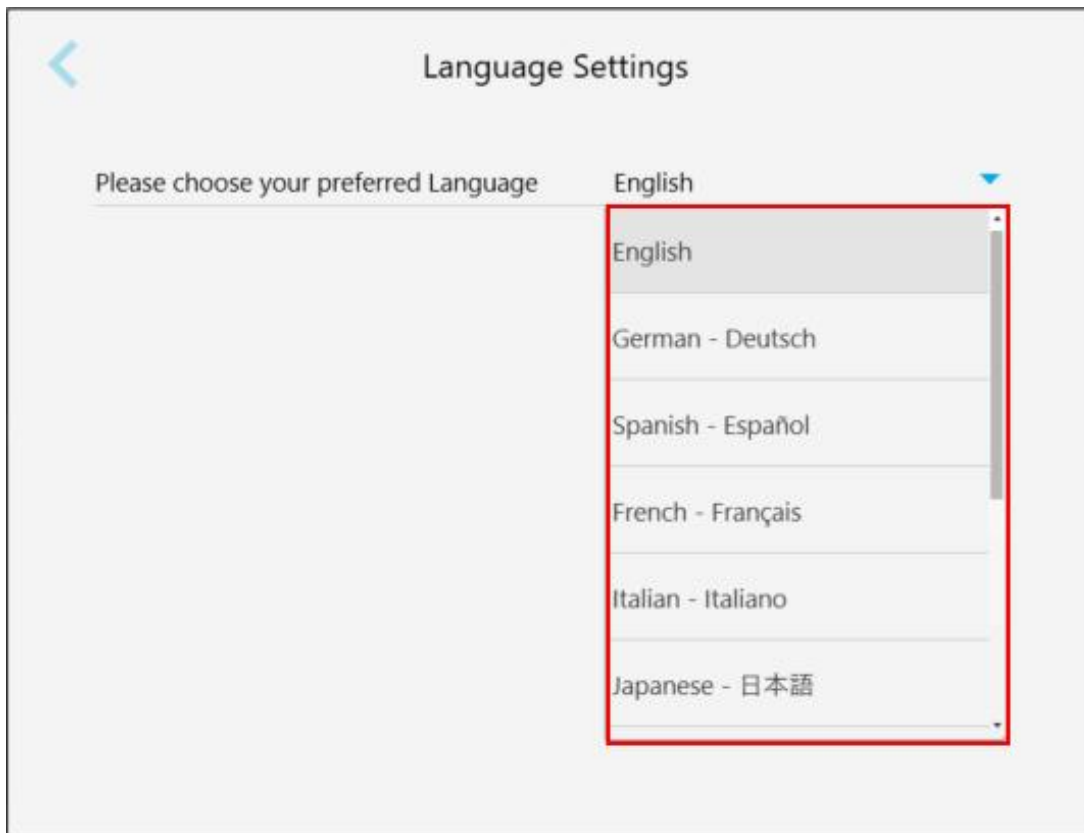 Language Settings
Please choose your preferred Language English
English
German - Deutsch
Spanish - Español
French - Français
Italian - Italiano
Japanese - 日本語